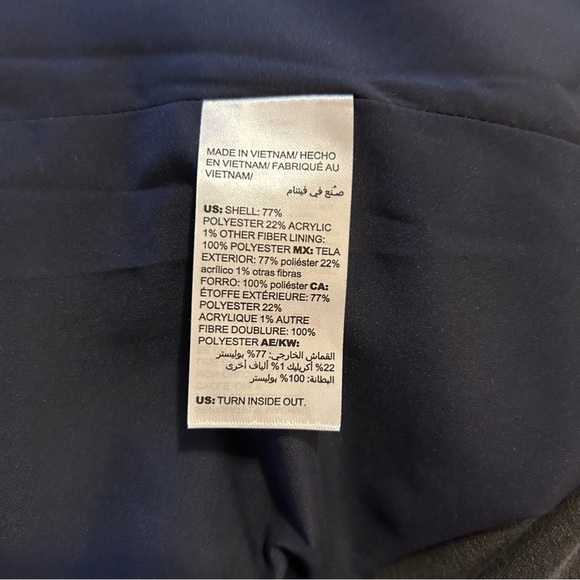 MADE IN VIETNAM/ HECHO
EN VIETNAM/ FABRIQUÉ AU
VIETNAM/
صنّع في فيتنام
US: SHELL: 77%
POLYESTER 22% ACRYLIC
1% OTHER FIBER LINING:
100% POLYESTER MX: TELA
EXTERIOR: 77% poliéster 22%
acrílico 1% otras fibras
FORRO: 100% poliéster CA:
ÉTOFFE EXTÉRIEURE: 77%
POLYESTER 22%
ACRYLIQUE 1% AUTRE
FIBRE DOUBLURE: 100%
POLYESTER AE/KW:
القماش الخارجي: 77% بوليستر
22% أكريليك 1% ألياف أخرى
البطانة: 100% بوليستر
US: TURN INSIDE OUT.